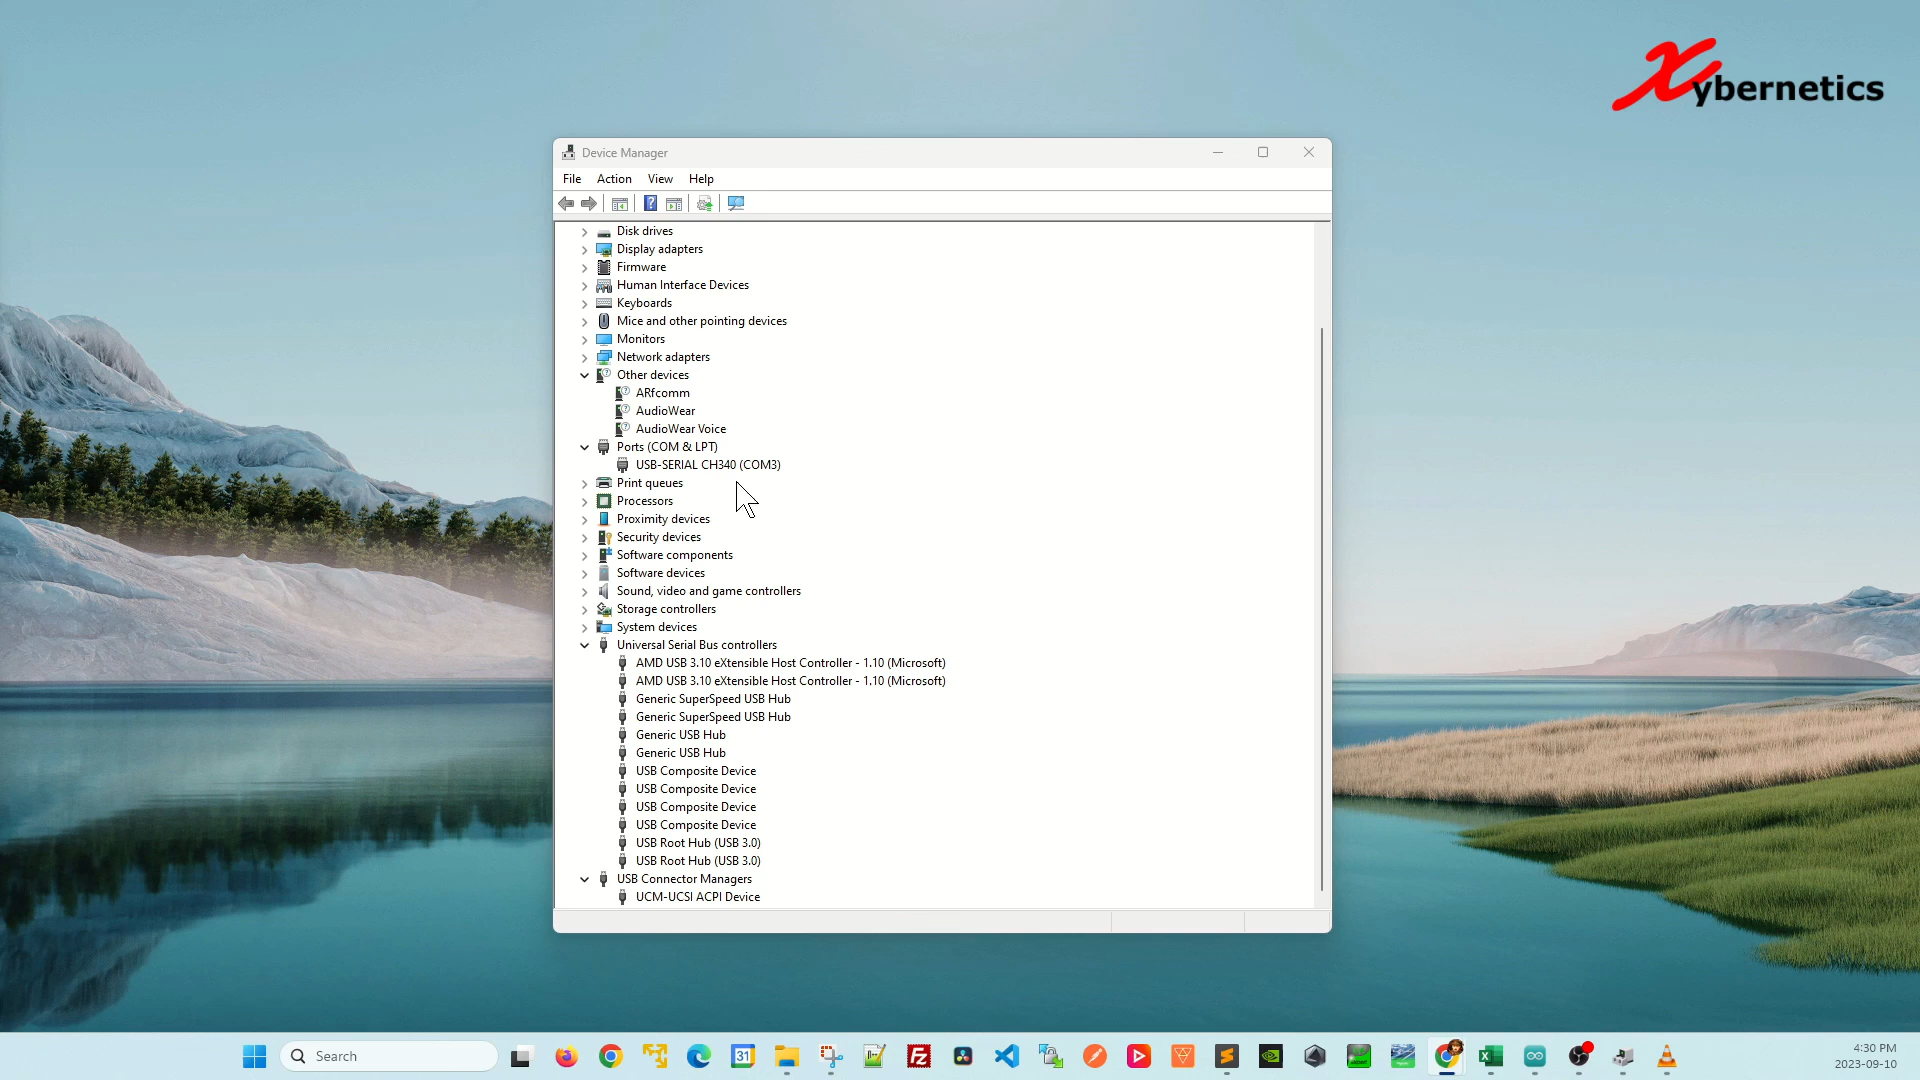 Xybernetics
Device Manager
File Action View Help
Disk drives
Display adapters
Firmware
Human Interface Devices
Keyboards
Mice and other pointing devices
Monitors
Network adapters
Other devices
ARfcomm
AudioWear
AudioWear Voice
Ports (COM & LPT)
USB-SERIAL CH340 (COM3)
Print queues
Processors
Proximity devices
Security devices
Software components
Software devices
Sound, video and game controllers
Storage controllers
System devices
Universal Serial Bus controllers
AMD USB 3.10 eXtensible Host Controller - 1.10 (Microsoft)
AMD USB 3.10 eXtensible Host Controller - 1.10 (Microsoft)
Generic SuperSpeed USB Hub
Generic SuperSpeed USB Hub
Generic USB Hub
Generic USB Hub
USB Composite Device
USB Composite Device
USB Composite Device
USB Composite Device
USB Root Hub (USB 3.0)
USB Root Hub (USB 3.0)
USB Connector Managers
UCM-UCSI ACPI Device
Search
31
FZ
4:30 PM
2023-09-10